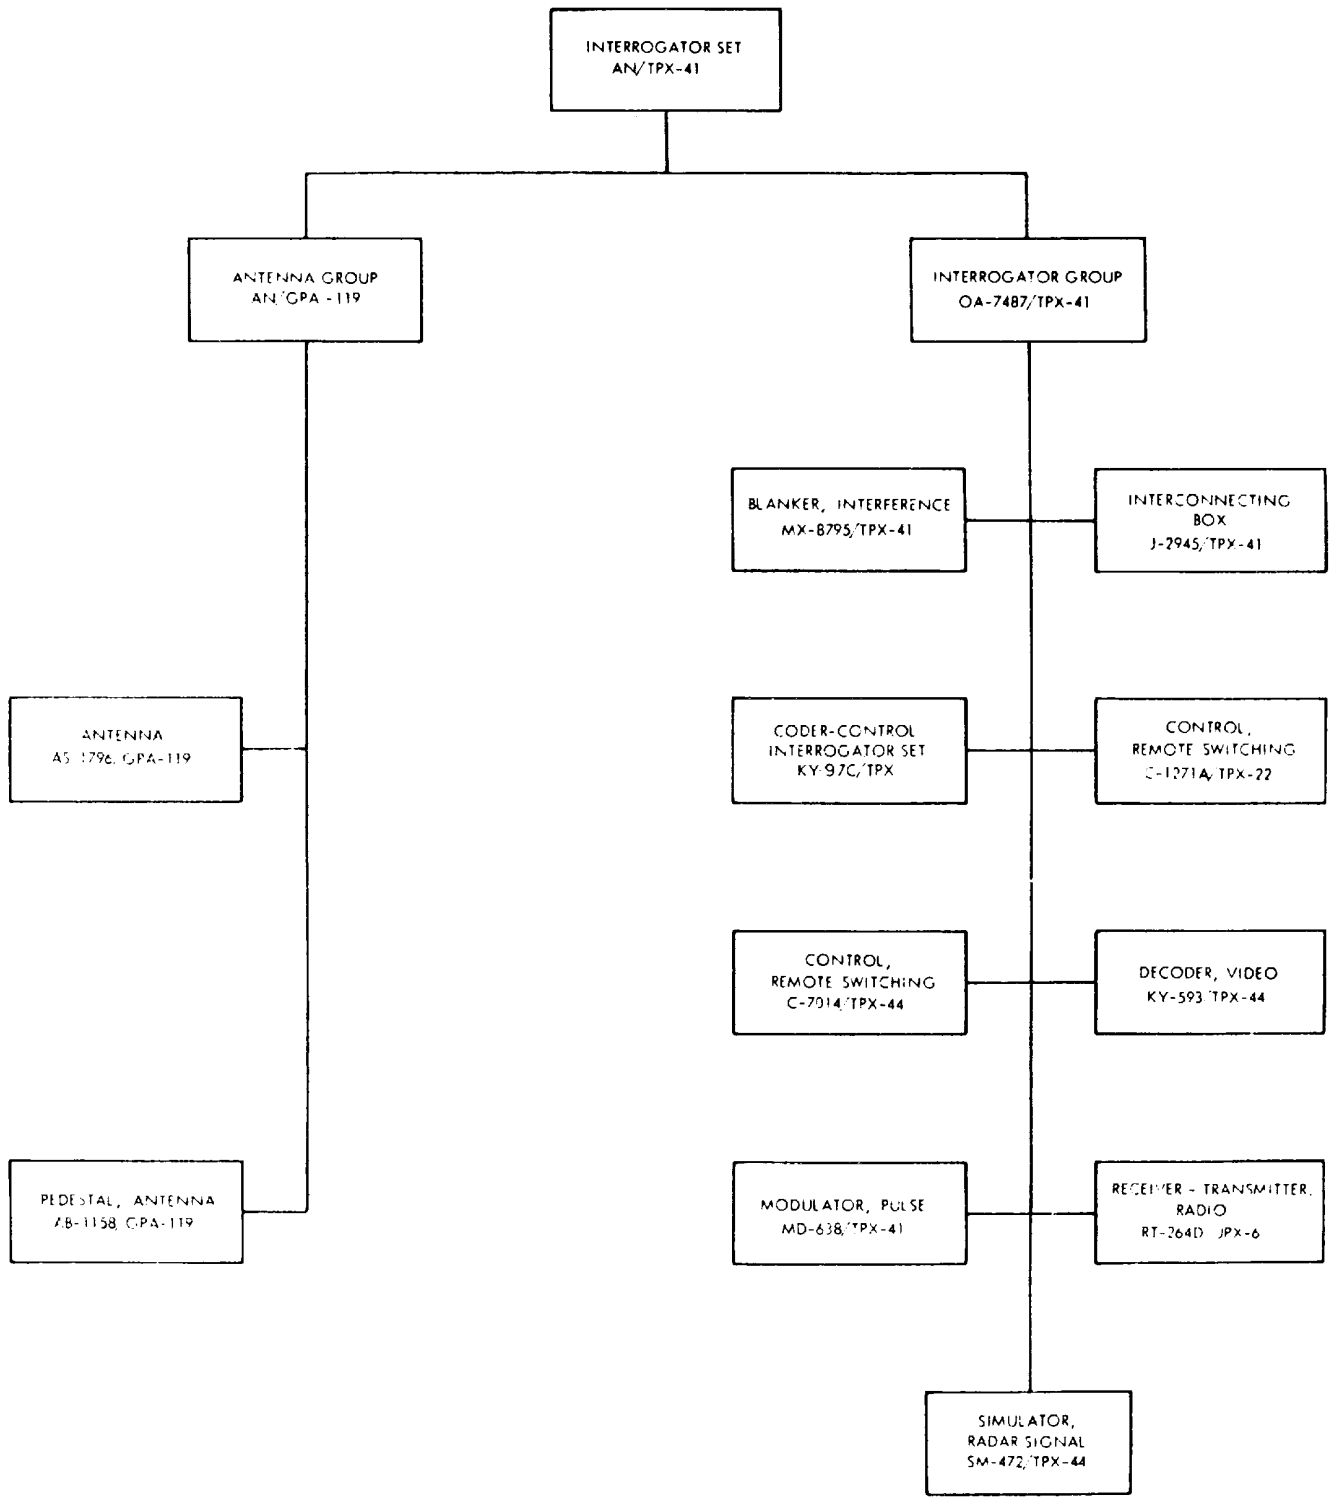 INTERROGATOR SET
AN/TPX-41
ANTENNA GROUP
AN/GPA-119
INTERROGATOR GROUP
OA-7487/TPX-41
BLANKER, INTERFERENCE
MX-8795/TPX-41
INTERCONNECTING
BOX
J-2945/TPX-41
ANTENNA
AS-1796/GPA-119
CODER-CONTROL
INTERROGATOR SET
KY-97C/TPX
CONTROL,
REMOTE SWITCHING
C-1271A/TPX-22
CONTROL,
REMOTE SWITCHING
C-7014/TPX-44
DECODER, VIDEO
KY-593/TPX-44
PEDESTAL, ANTENNA
AB-1158/GPA-119
MODULATOR, PULSE
MD-638/TPX-41
RECEIVER - TRANSMITTER,
RADIO
RT-264D/UPX-6
SIMULATOR,
RADAR SIGNAL
SM-472/TPX-44